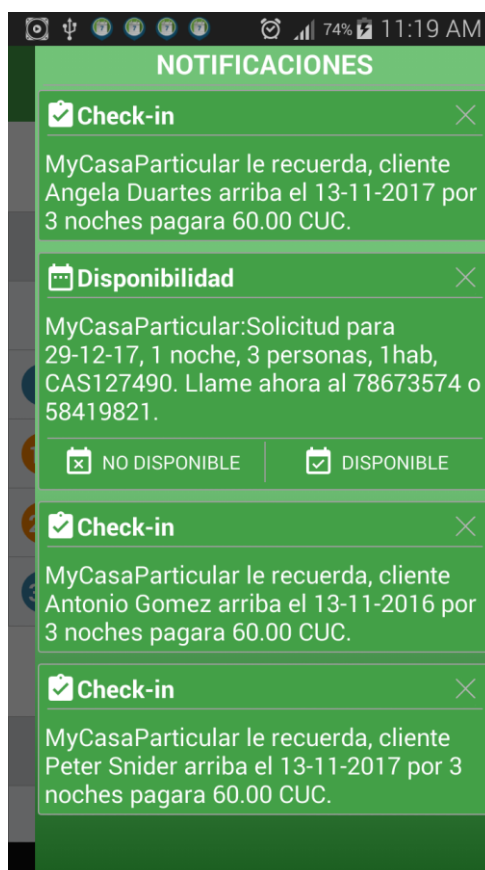 74% 11:19 AM
NOTIFICACIONES
Check-in
MyCasaParticular le recuerda, cliente
Angela Duartes arriba el 13-11-2017 por
3 noches pagara 60.00 CUC.
Disponibilidad
MyCasaParticular:Solicitud para
29-12-17, 1 noche, 3 personas, 1hab,
CAS127490. Llame ahora al 78673574 o
58419821.
NO DISPONIBLE DISPONIBLE
Check-in
MyCasaParticular le recuerda, cliente
Antonio Gomez arriba el 13-11-2016 por
3 noches pagara 60.00 CUC.
Check-in
MyCasaParticular le recuerda, cliente
Peter Snider arriba el 13-11-2017 por 3
noches pagara 60.00 CUC.